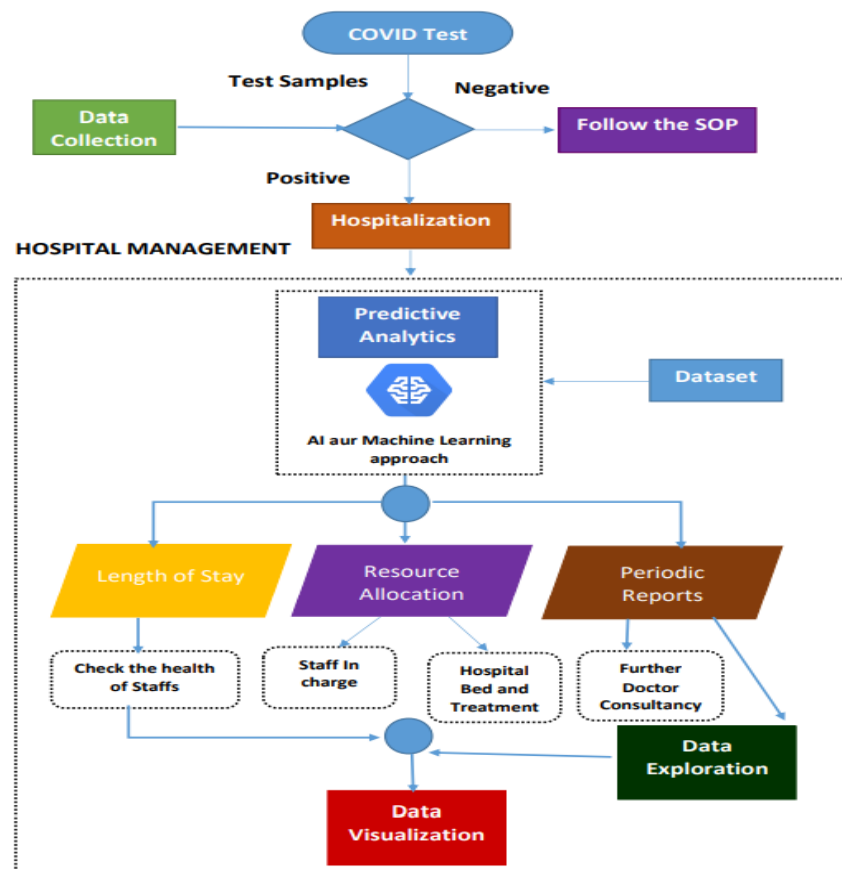 COVID Test
Test Samples
Negative
Data
Collection
Follow the SOP
Positive
Hospitalization
HOSPITAL MANAGEMENT
Predictive
Analytics
Dataset
AI aur Machine Learning
approach
Length of Stay
Resource
Allocation
Periodic
Reports
Check the health
of Staffs
Staff In
charge
Hospital
Bed and
Treatment
Further
Doctor
Consultancy
Data
Exploration
Data
Visualization